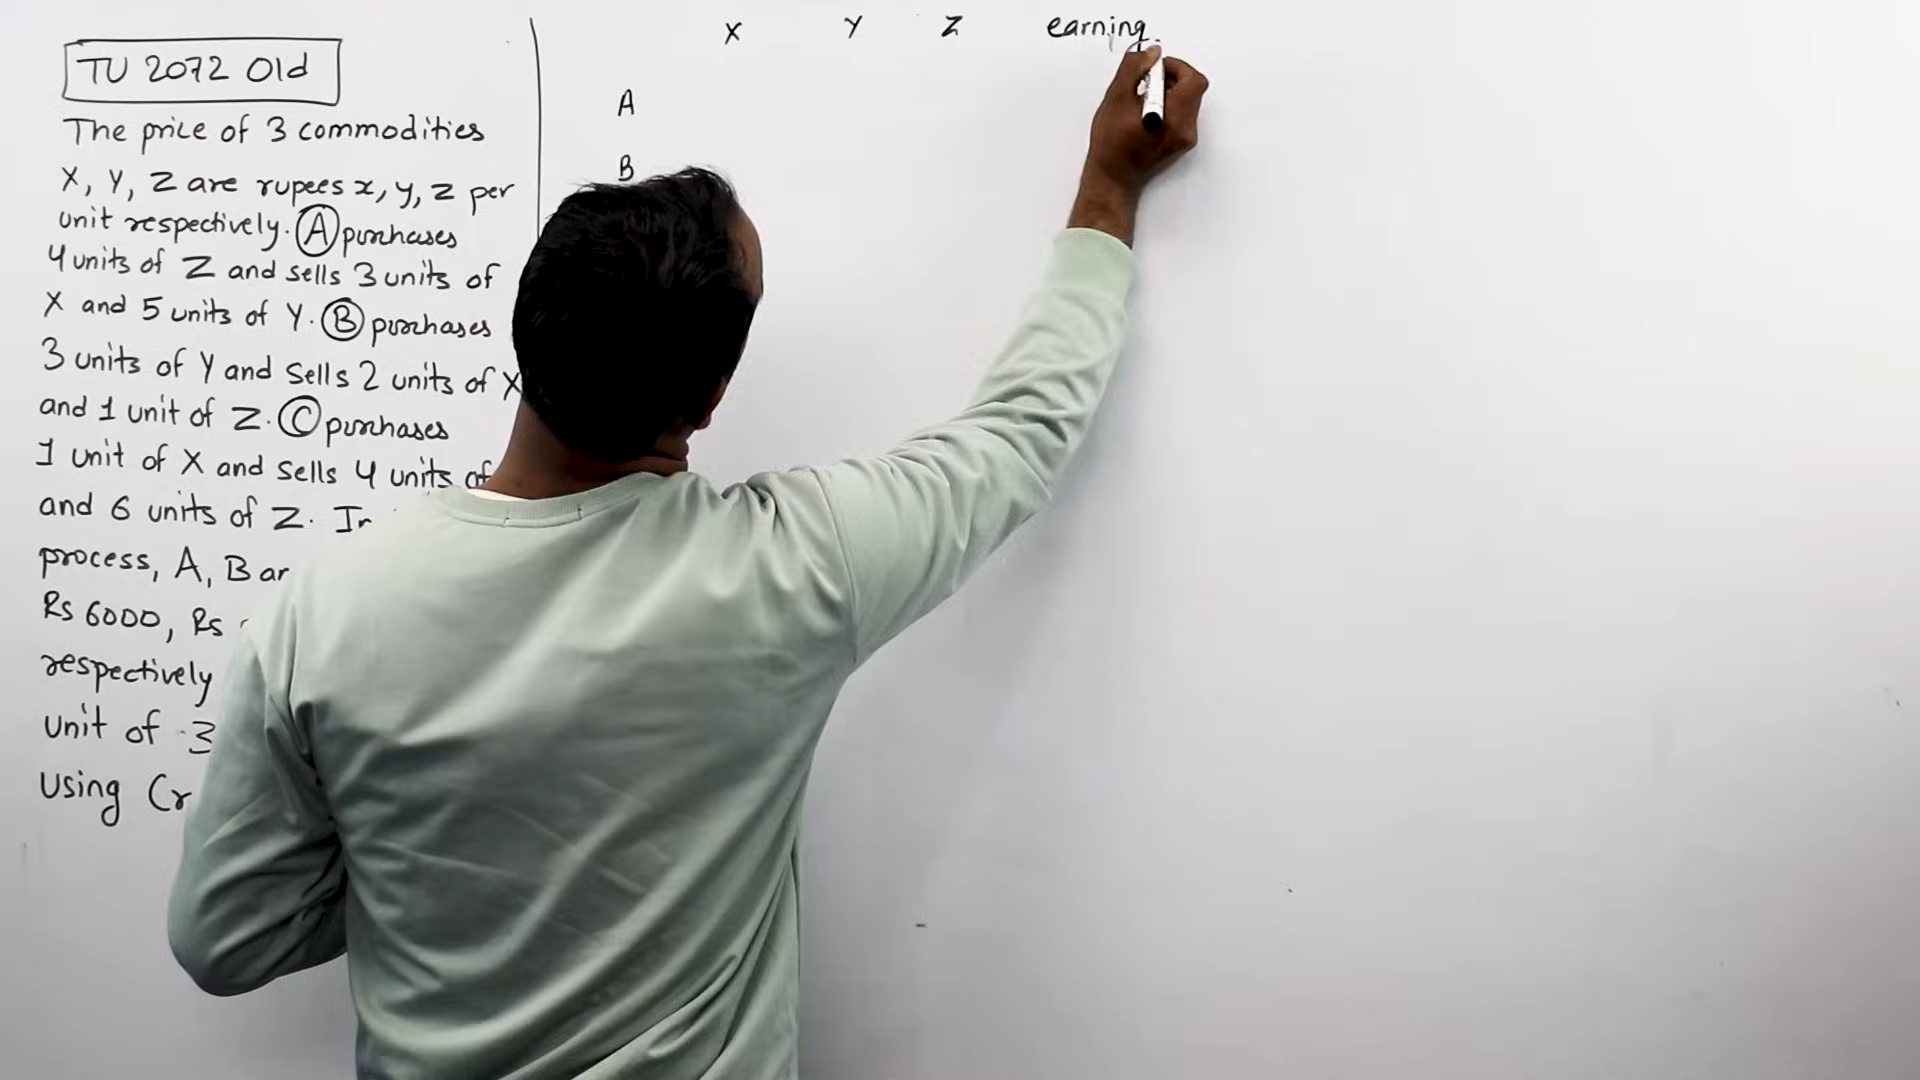 TU 2072 Old
The price of 3 commodities
X, Y, Z are rupees x, y, z per
unit respectively. A purchases
4 units of Z and sells 3 units of
X and 5 units of Y. B purchases
3 units of Y and sells 2 units of X
and 1 unit of Z. C purchases
1 unit of X and sells 4 units of
and 6 units of Z. In
process, A, B
Rs 6000, Rs
respectively
unit of 3
Using
X Y Z earning
A
B